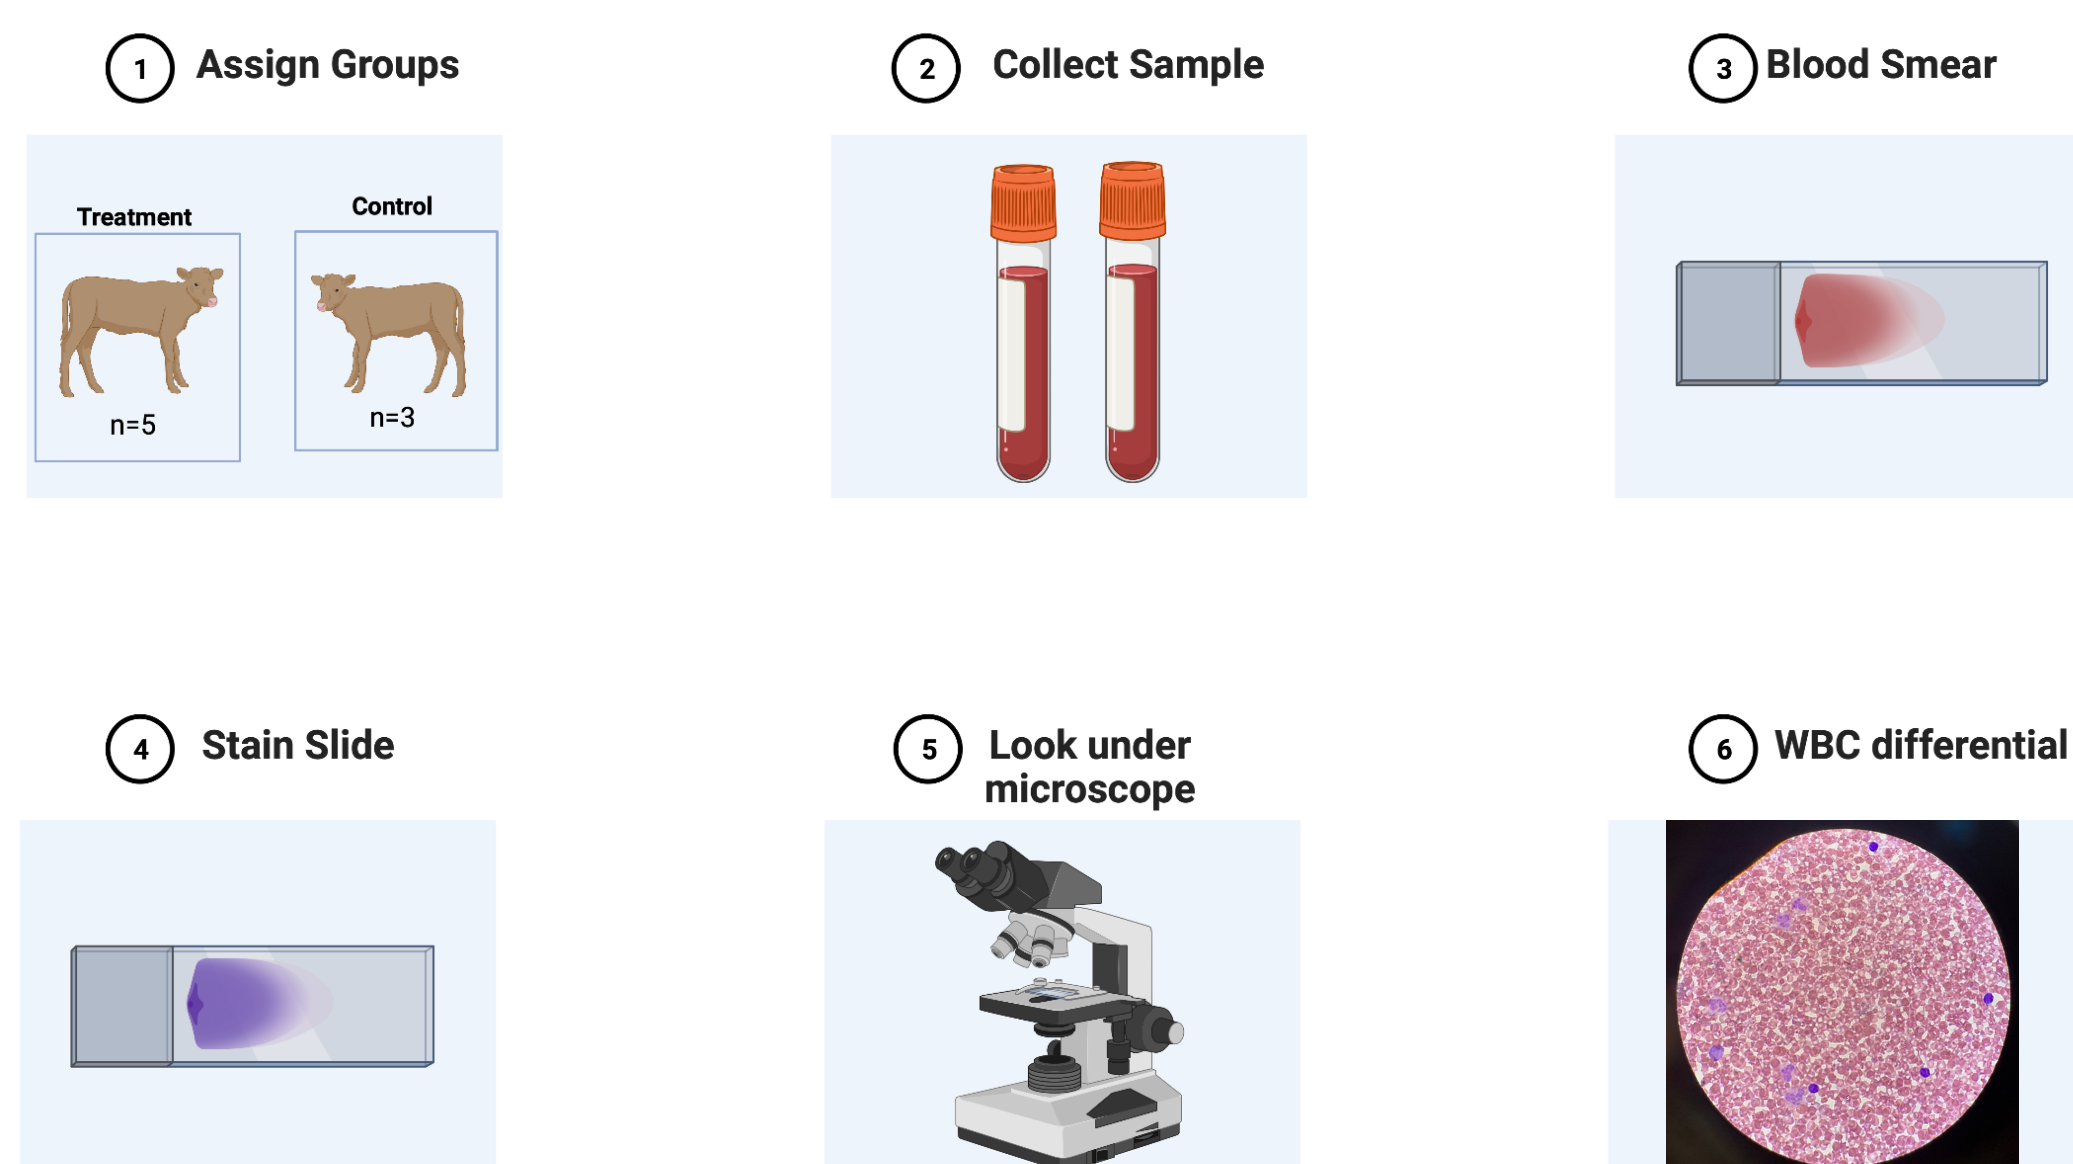 1 Assign Groups
2 Collect Sample
3 Blood Smear
Treatment
Control
n=5
n=3
4 Stain Slide
5 Look under
microscope
6 WBC differential